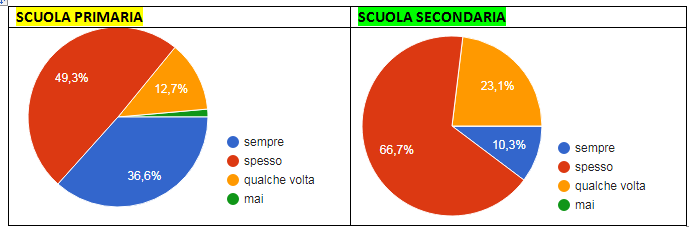 SCUOLA PRIMARIA
49,3%
12,7%
36,6%
sempre
spesso
qualche volta
mai
SCUOLA SECONDARIA
23,1%
66,7%
10,3%
sempre
spesso
qualche volta
mai